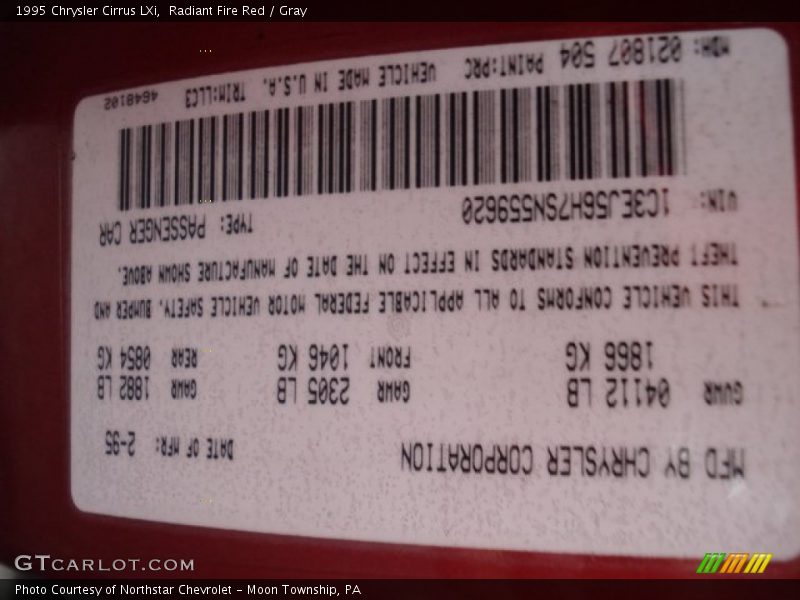 1995 Chrysler Cirrus LXi,  Radiant Fire Red / Gray
MFD BY CHRYSLER CORPORATION DATE OF MFR: 2-95
GVWR 04112 LB GAWR 2305 LB GAWR 1882 LB
1866 KG FRONT 1046 KG REAR 0854 KG
THIS VEHICLE CONFORMS TO ALL APPLICABLE FEDERAL MOTOR VEHICLE SAFETY, BUMPER AND
THEFT PREVENTION STANDARDS IN EFFECT ON THE DATE OF MANUFACTURE SHOWN ABOVE.
VIN: 1C3EJ56H7SN559620 TYPE: PASSENGER CAR
MDH: 021807 504 PAINT:PRC VEHICLE MADE IN U.S.A. TRIM:LLC3 4648102
GTCARLOT.COM
Photo Courtesy of Northstar Chevrolet - Moon Township, PA